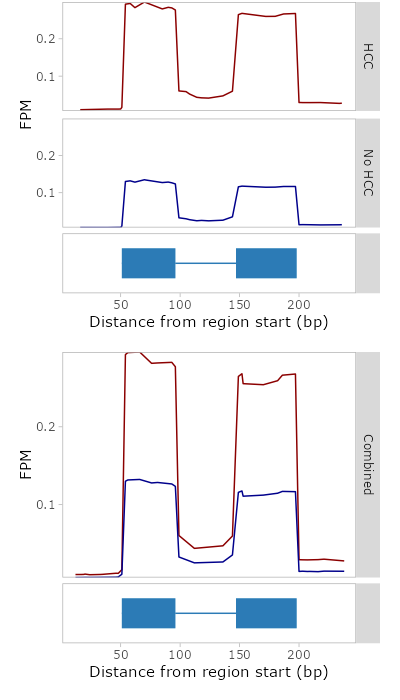 0.2
0.1
HCC
FPM
0.2
0.1
No HCC
50 100 150 200
Distance from region start (bp)
0.2
0.1
FPM
Combined
50 100 150 200
Distance from region start (bp)